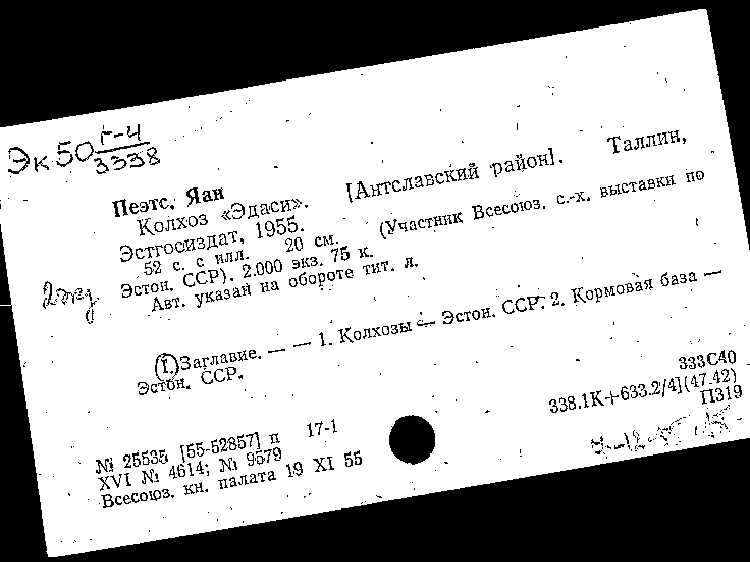 Эк 50 Г-4
3338
Пеэтс, Яан
Колхоз «Эдаси». [Антславский район]. Таллин,
Эстгосиздат, 1955.
52 с. с илл. 20 см. (Участник Всесоюз. с.-х. выставки по
Эстон. ССР). 2.000 экз. 75 к.
Авт. указан на обороте тит. л.
2 экз
I. Заглавие. — — 1. Колхозы — Эстон. ССР. 2. Кормовая база —
Эстон. ССР.
333С40
338.1К+633.2/4](47.42)
П319
№ 25535 [55-52857] п 17-1
XVI № 4614; № 9579
Всесоюз. кн. палата 19 XI 55